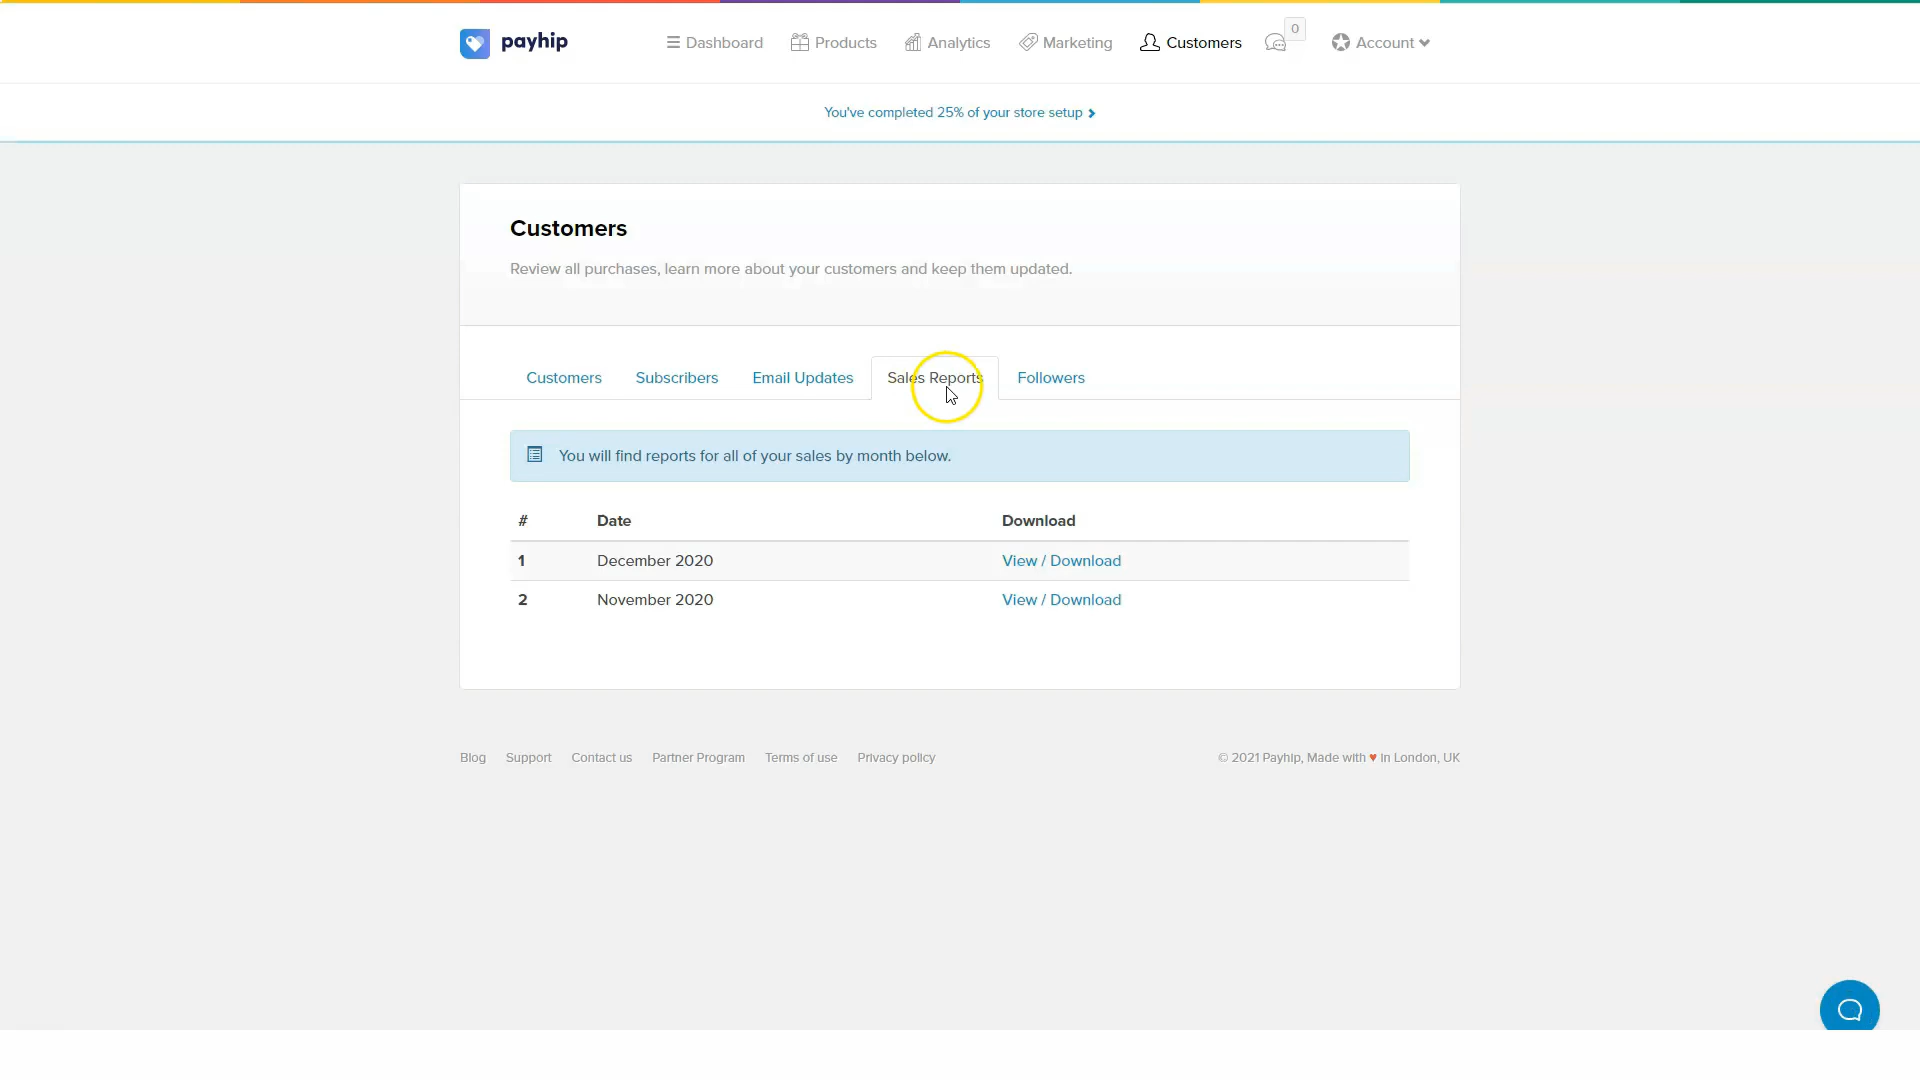 payhip
Dashboard
Products
Analytics
Marketing
Customers
0
Account
You've completed 25% of your store setup
Customers
Review all purchases, learn more about your customers and keep them updated.
Customers
Subscribers
Email Updates
Sales Reports
Followers
You will find reports for all of your sales by month below.
# Date Download
1 December 2020 View / Download
2 November 2020 View / Download
Blog Support Contact us Partner Program Terms of use Privacy policy
© 2021 Payhip, Made with ♥ in London, UK